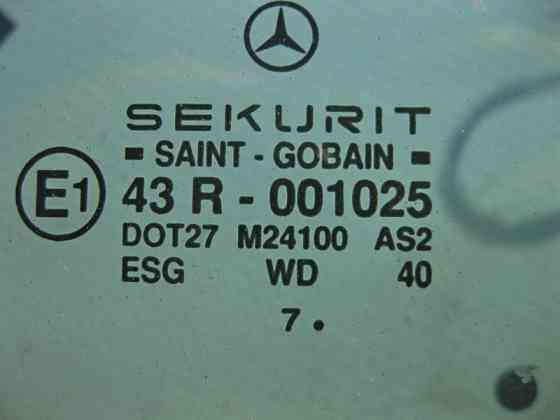 SEKURIT
▪ SAINT - GOBAIN ▪
E1 43 R - 001025
DOT27 M24100 AS2
ESG WD 40
7 .